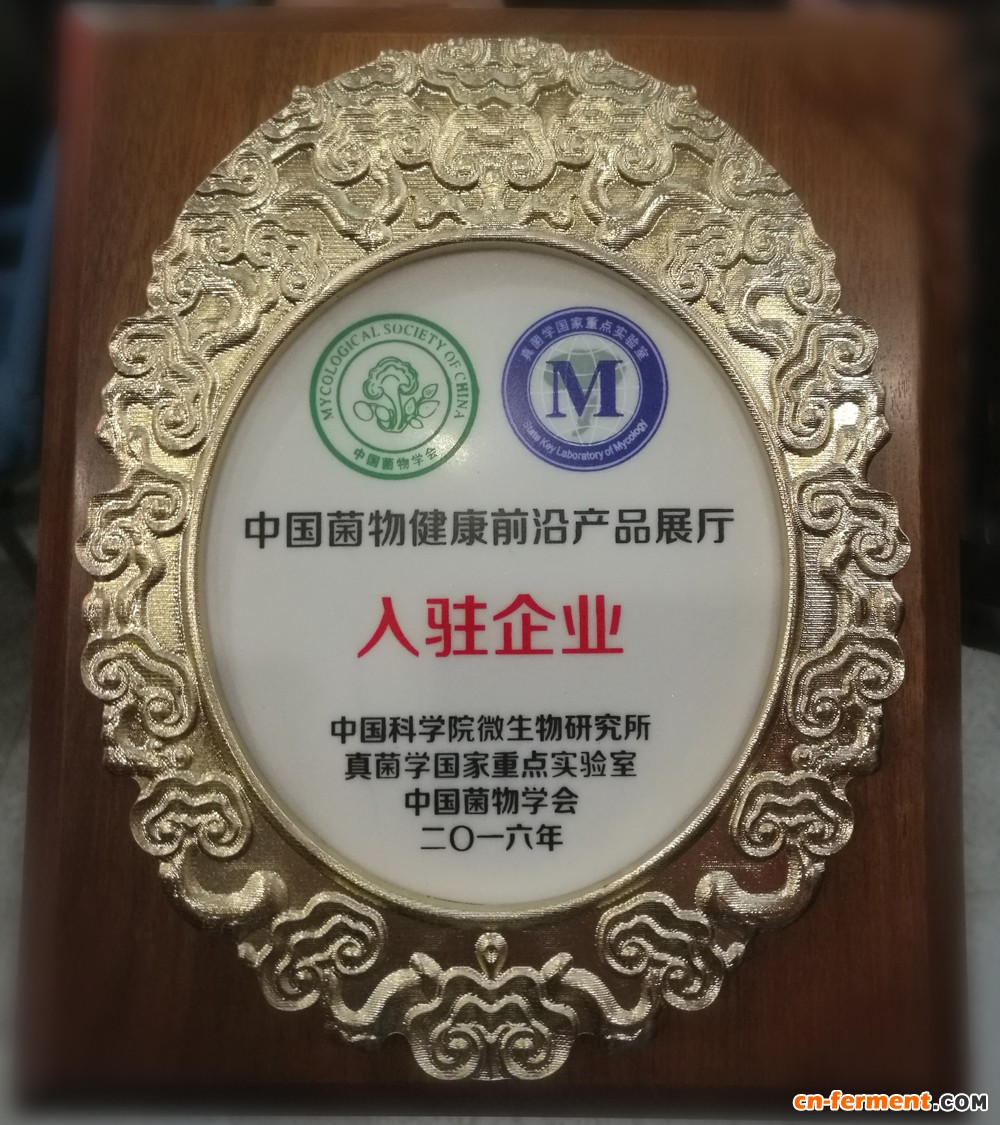 MYCOLOGICAL SOCIETY OF CHINA
中国菌物学会
真菌学国家重点实验室
M
State Key Laboratory of Mycology
中国菌物健康前沿产品展厅
入驻企业
中国科学院微生物研究所
真菌学国家重点实验室
中国菌物学会
二〇一六年
cn-ferment.COM